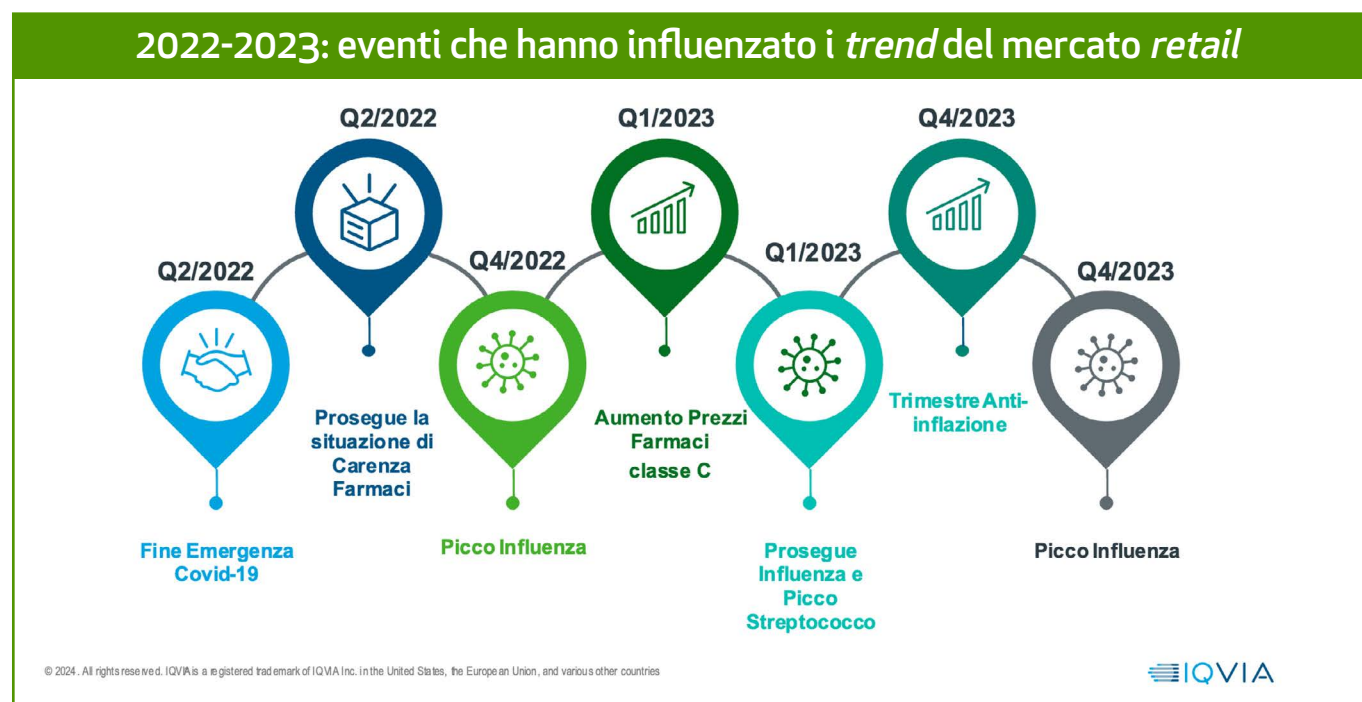 2022-2023: eventi che hanno influenzato i trend del mercato retail
Q2/2022
Fine Emergenza
Covid-19
Q2/2022
Prosegue la
situazione di
Carenza
Farmaci
Q4/2022
Picco Influenza
Q1/2023
Aumento Prezzi
Farmaci
classe C
Q1/2023
Prosegue
Influenza e
Picco
Streptococco
Q4/2023
Trimestre Anti-
inflazione
Q4/2023
Picco Influenza
© 2024. All rights reserved. IQVIA is a registered trademark of IQVIA Inc. in the United States, the European Union, and various other countries
IQVIA